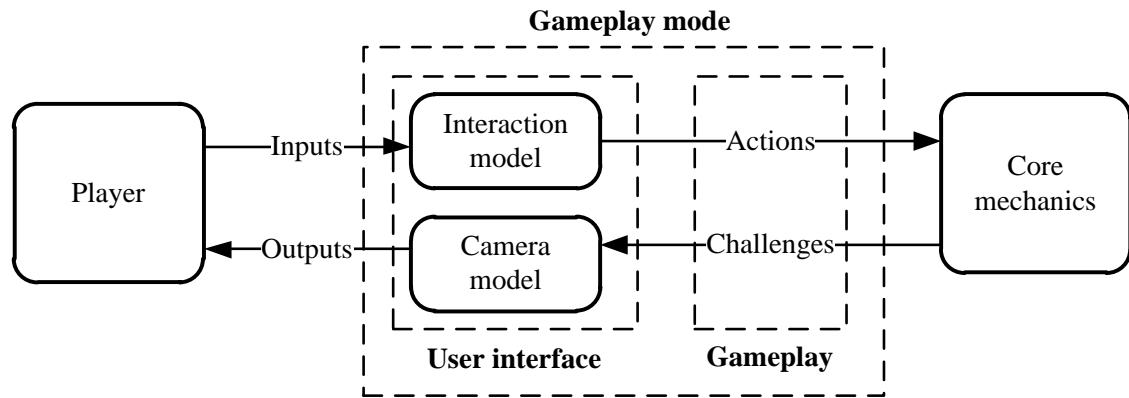 Gameplay mode
Player
Inputs
Interaction
model
Actions
Core
mechanics
Outputs
Camera
model
Challenges
User interface
Gameplay